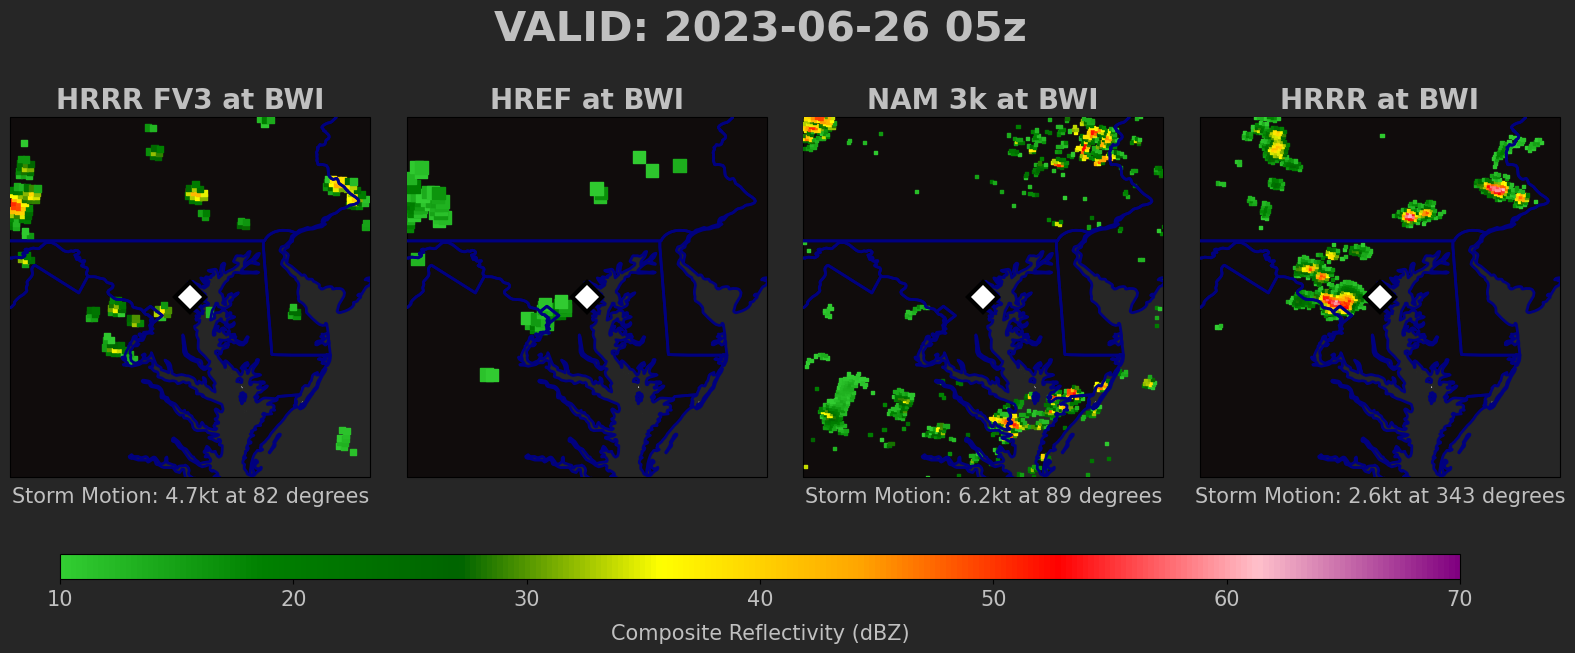 VALID: 2023-06-26 05z
HRRR FV3 at BWI
HREF at BWI
NAM 3k at BWI
HRRR at BWI
Storm Motion: 4.7kt at 82 degrees
Storm Motion: 6.2kt at 89 degrees
Storm Motion: 2.6kt at 343 degrees
10 20 30 40 50 60 70
Composite Reflectivity (dBZ)